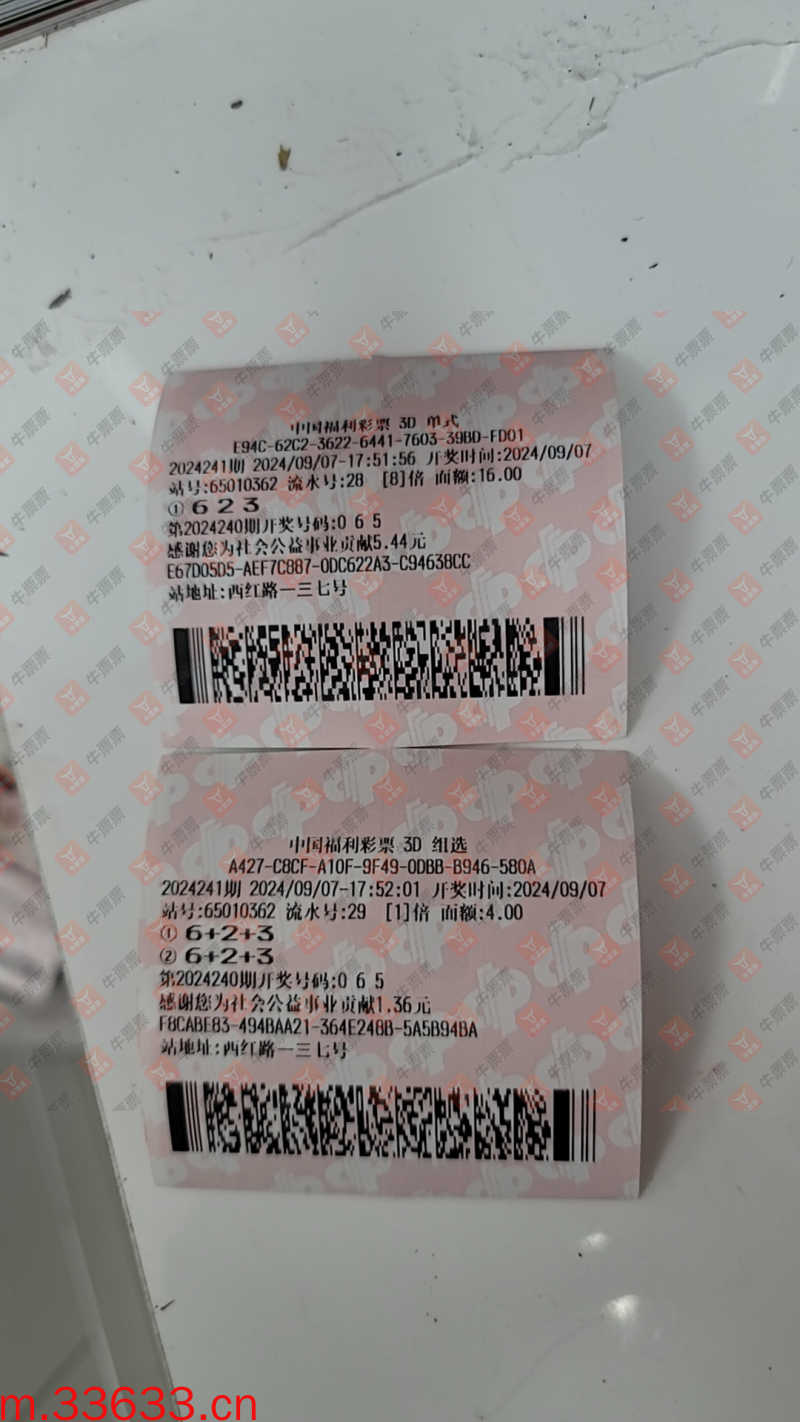 中国福利彩票 3D 单式
E94C-62C2-3622-6441-7603-39BD-FD01
2024241期 2024/09/07-17:51:56 开奖时间:2024/09/07
站号:65010362 流水号:28 [8]倍 面额:16.00
① 6 2 3
第2024240期开奖号码:0 6 5
感谢您为社会公益事业贡献5.44元
E67D05D5-AEF7C887-0DC622A3-C94638CC
站地址:西红路一三七号
中国福利彩票 3D 组选
A427-C8CF-A10F-9F49-0DBB-B946-580A
2024241期 2024/09/07-17:52:01 开奖时间:2024/09/07
站号:65010362 流水号:29 [1]倍 面额:4.00
① 6+2+3
② 6+2+3
第2024240期开奖号码:0 6 5
感谢您为社会公益事业贡献1.36元
F8CABE83-494BAA21-364E248B-5A5B94BA
站地址:西红路一三七号
牛票票
m.33633.cn